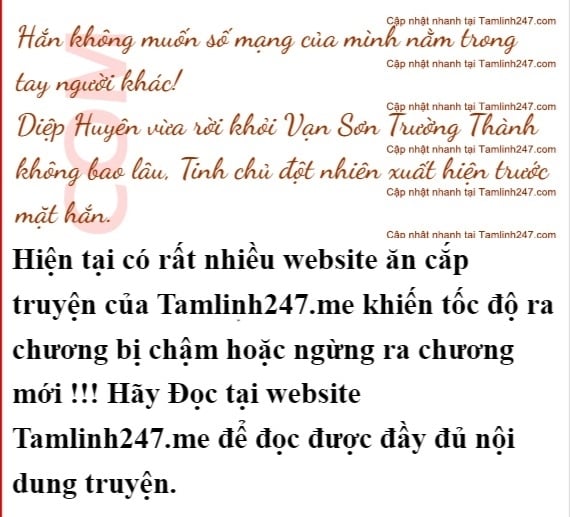 Cập nhật nhanh tại Tamlinh247.com
Hắn không muốn số mạng của mình nằm trong
Cập nhật nhanh tại Tamlinh247.com
tay người khác!
Cập nhật nhanh tại Tamlinh247.com
Diệp Huyên vừa rời khỏi Vạn Sơn Trường Thành
Cập nhật nhanh tại Tamlinh247.com
không bao lâu, Tinh chủ đột nhiên xuất hiện trước
Cập nhật nhanh tại Tamlinh247.com
mặt hắn.
Cập nhật nhanh tại Tamlinh247.com
COM
Hiện tại có rất nhiều website ăn cắp
truyện của Tamlinh247.me khiến tốc độ ra
chương bị chậm hoặc ngừng ra chương
mới !!! Hãy Đọc tại website
Tamlinh247.me để đọc được đầy đủ nội
dung truyện.